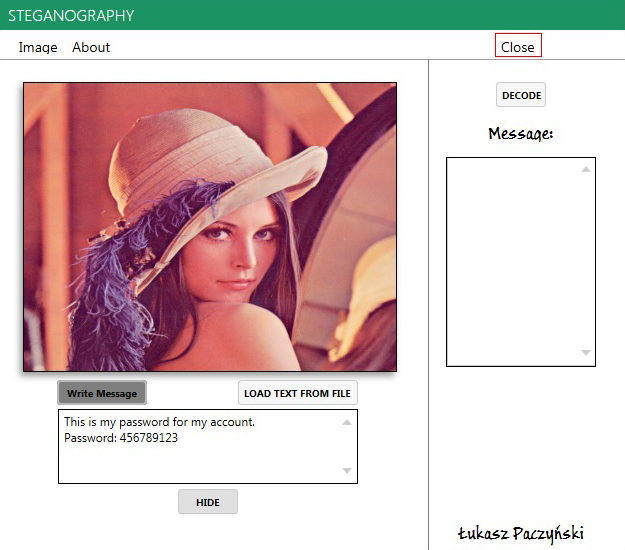 STEGANOGRAPHY
Image About Close
DECODE
Message:
Write Message LOAD TEXT FROM FILE
This is my password for my account.
Password: 456789123
HIDE
Łukasz Paczyński